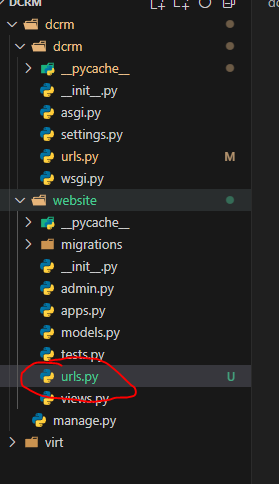 DCRM
dcrm
dcrm
__pycache__
__init__.py
asgi.py
settings.py
urls.py M
wsgi.py
website
__pycache__
migrations
__init__.py
admin.py
apps.py
models.py
tests.py
urls.py U
views.py
manage.py
virt